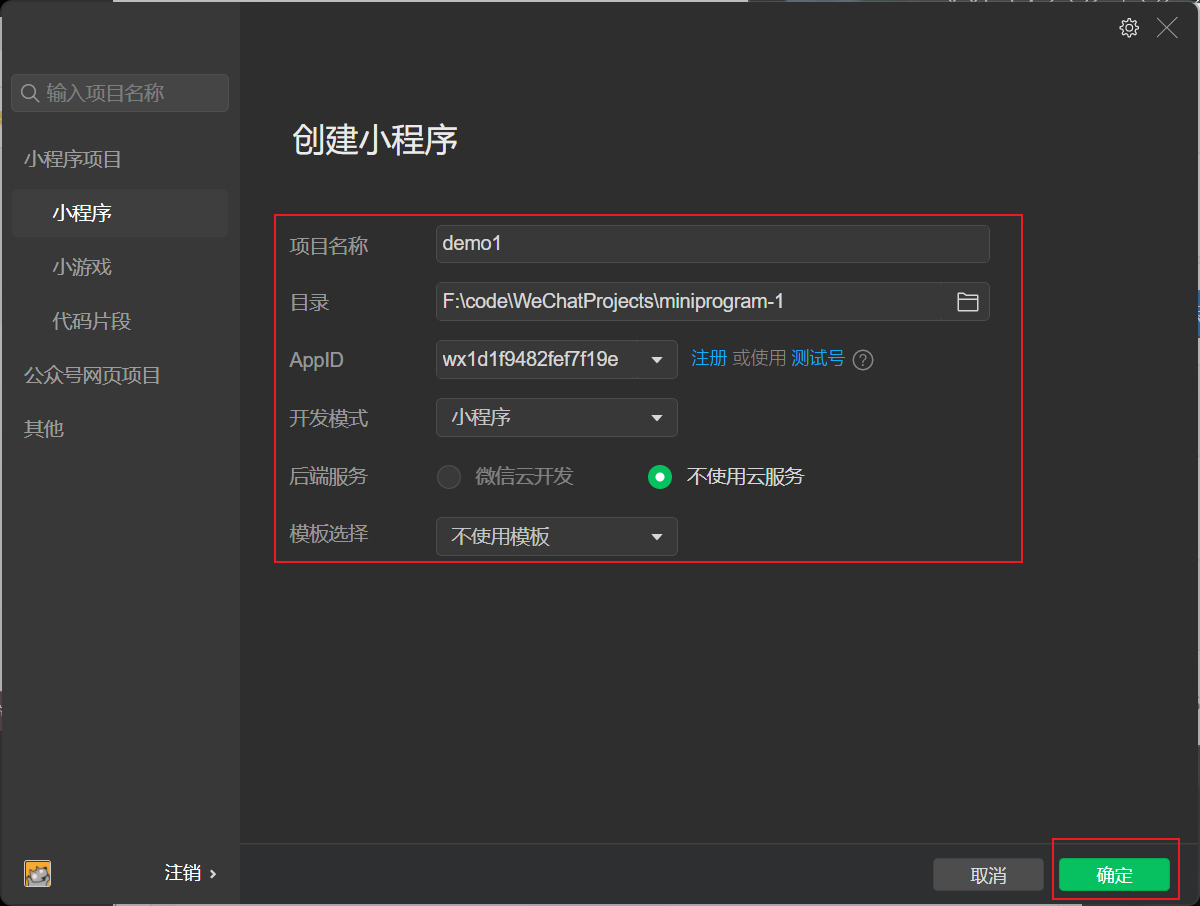 输入项目名称
小程序项目
小程序
小游戏
代码片段
公众号网页项目
其他
注销 ›
创建小程序
项目名称 demo1
目录 F:\code\WeChatProjects\miniprogram-1
AppID wx1d1f9482fef7f19e 注册 或使用 测试号 ?
开发模式 小程序
后端服务 微信云开发 不使用云服务
模板选择 不使用模板
取消 确定